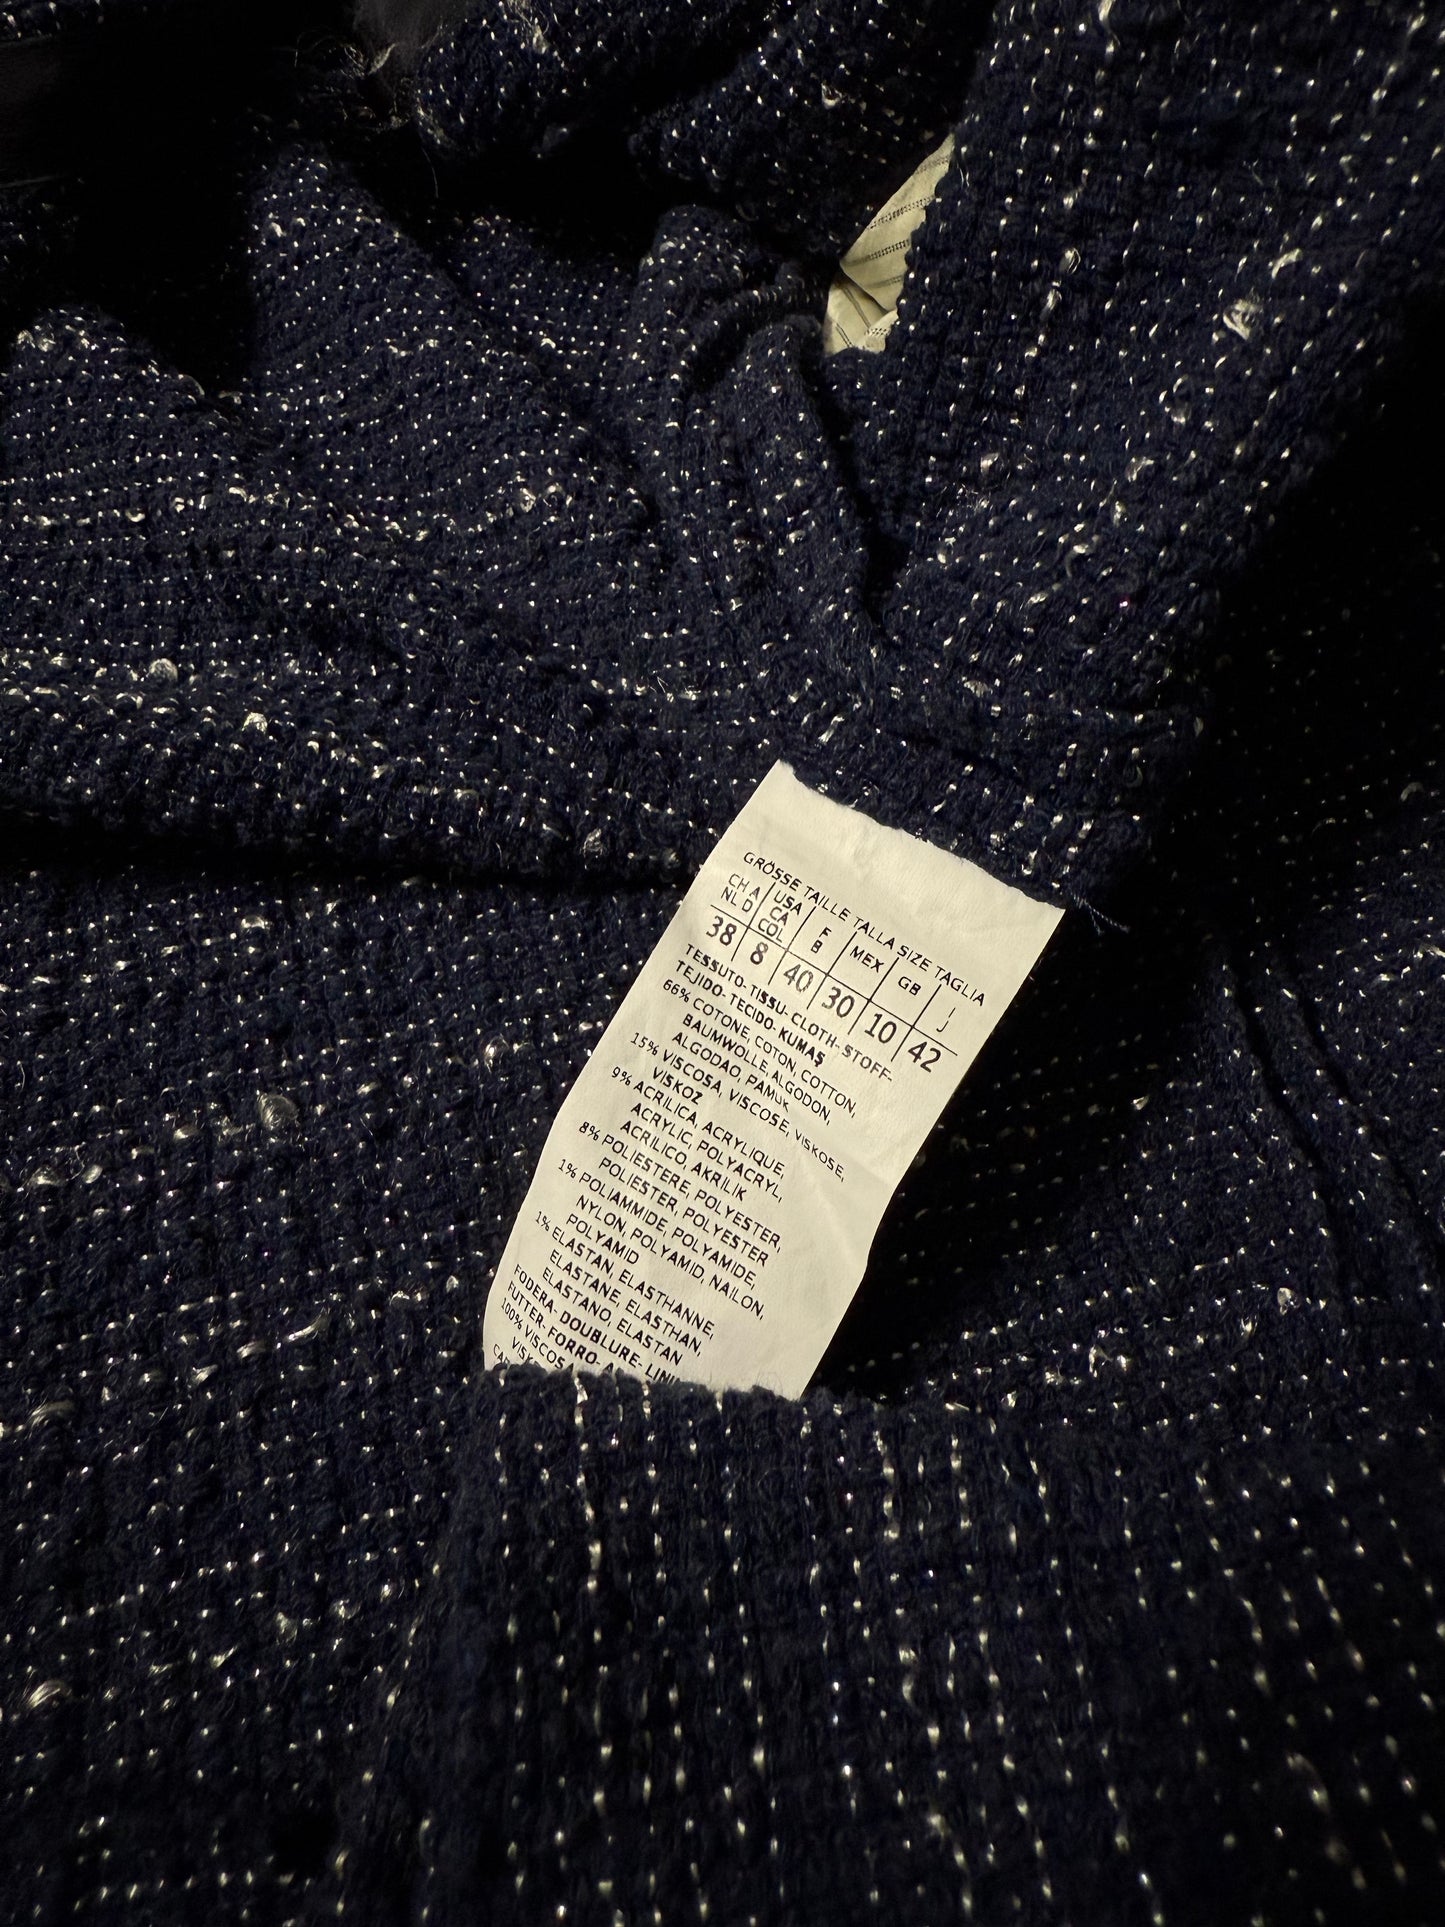 GRÖSSE TAILLE TALLA SIZE TAGLIA
CH A USA F MEX GB I
NL D CA B J
COL
38 8 40 30 10 42
TESSUTO- TISSU- CLOTH- STOFF-
TEJIDO- TECIDO- KUMAŞ
66% COTONE, COTON, COTTON,
BAUMWOLLE, ALGODON,
ALGODAO, PAMUK
15% VISCOSA, VISCOSE, VISKOSE,
VISKOZ
9% ACRILICA, ACRYLIQUE,
ACRYLIC, POLYACRYL,
ACRILICO, AKRILIK
8% POLIESTERE, POLYESTER,
POLIESTER, POLYESTER
1% POLIAMMIDE, POLYAMIDE,
NYLON, POLYAMID, NAILON,
POLYAMID
1% ELASTAN, ELASTHANNE,
ELASTANE, ELASTHAN,
ELASTANO, ELASTAN
FODERA- DOUBLURE- LINI
FUTTER- FORRO- A
100% VISCOS
VISK